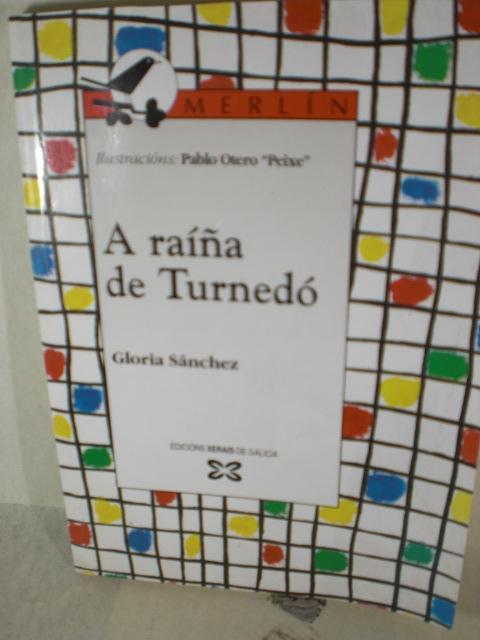 MERLÍN
Ilustracións: Pablo Otero "Peixe"
A raíña
de Turnedó
Gloria Sánchez
EDICIÓNS XERAIS DE GALICIA